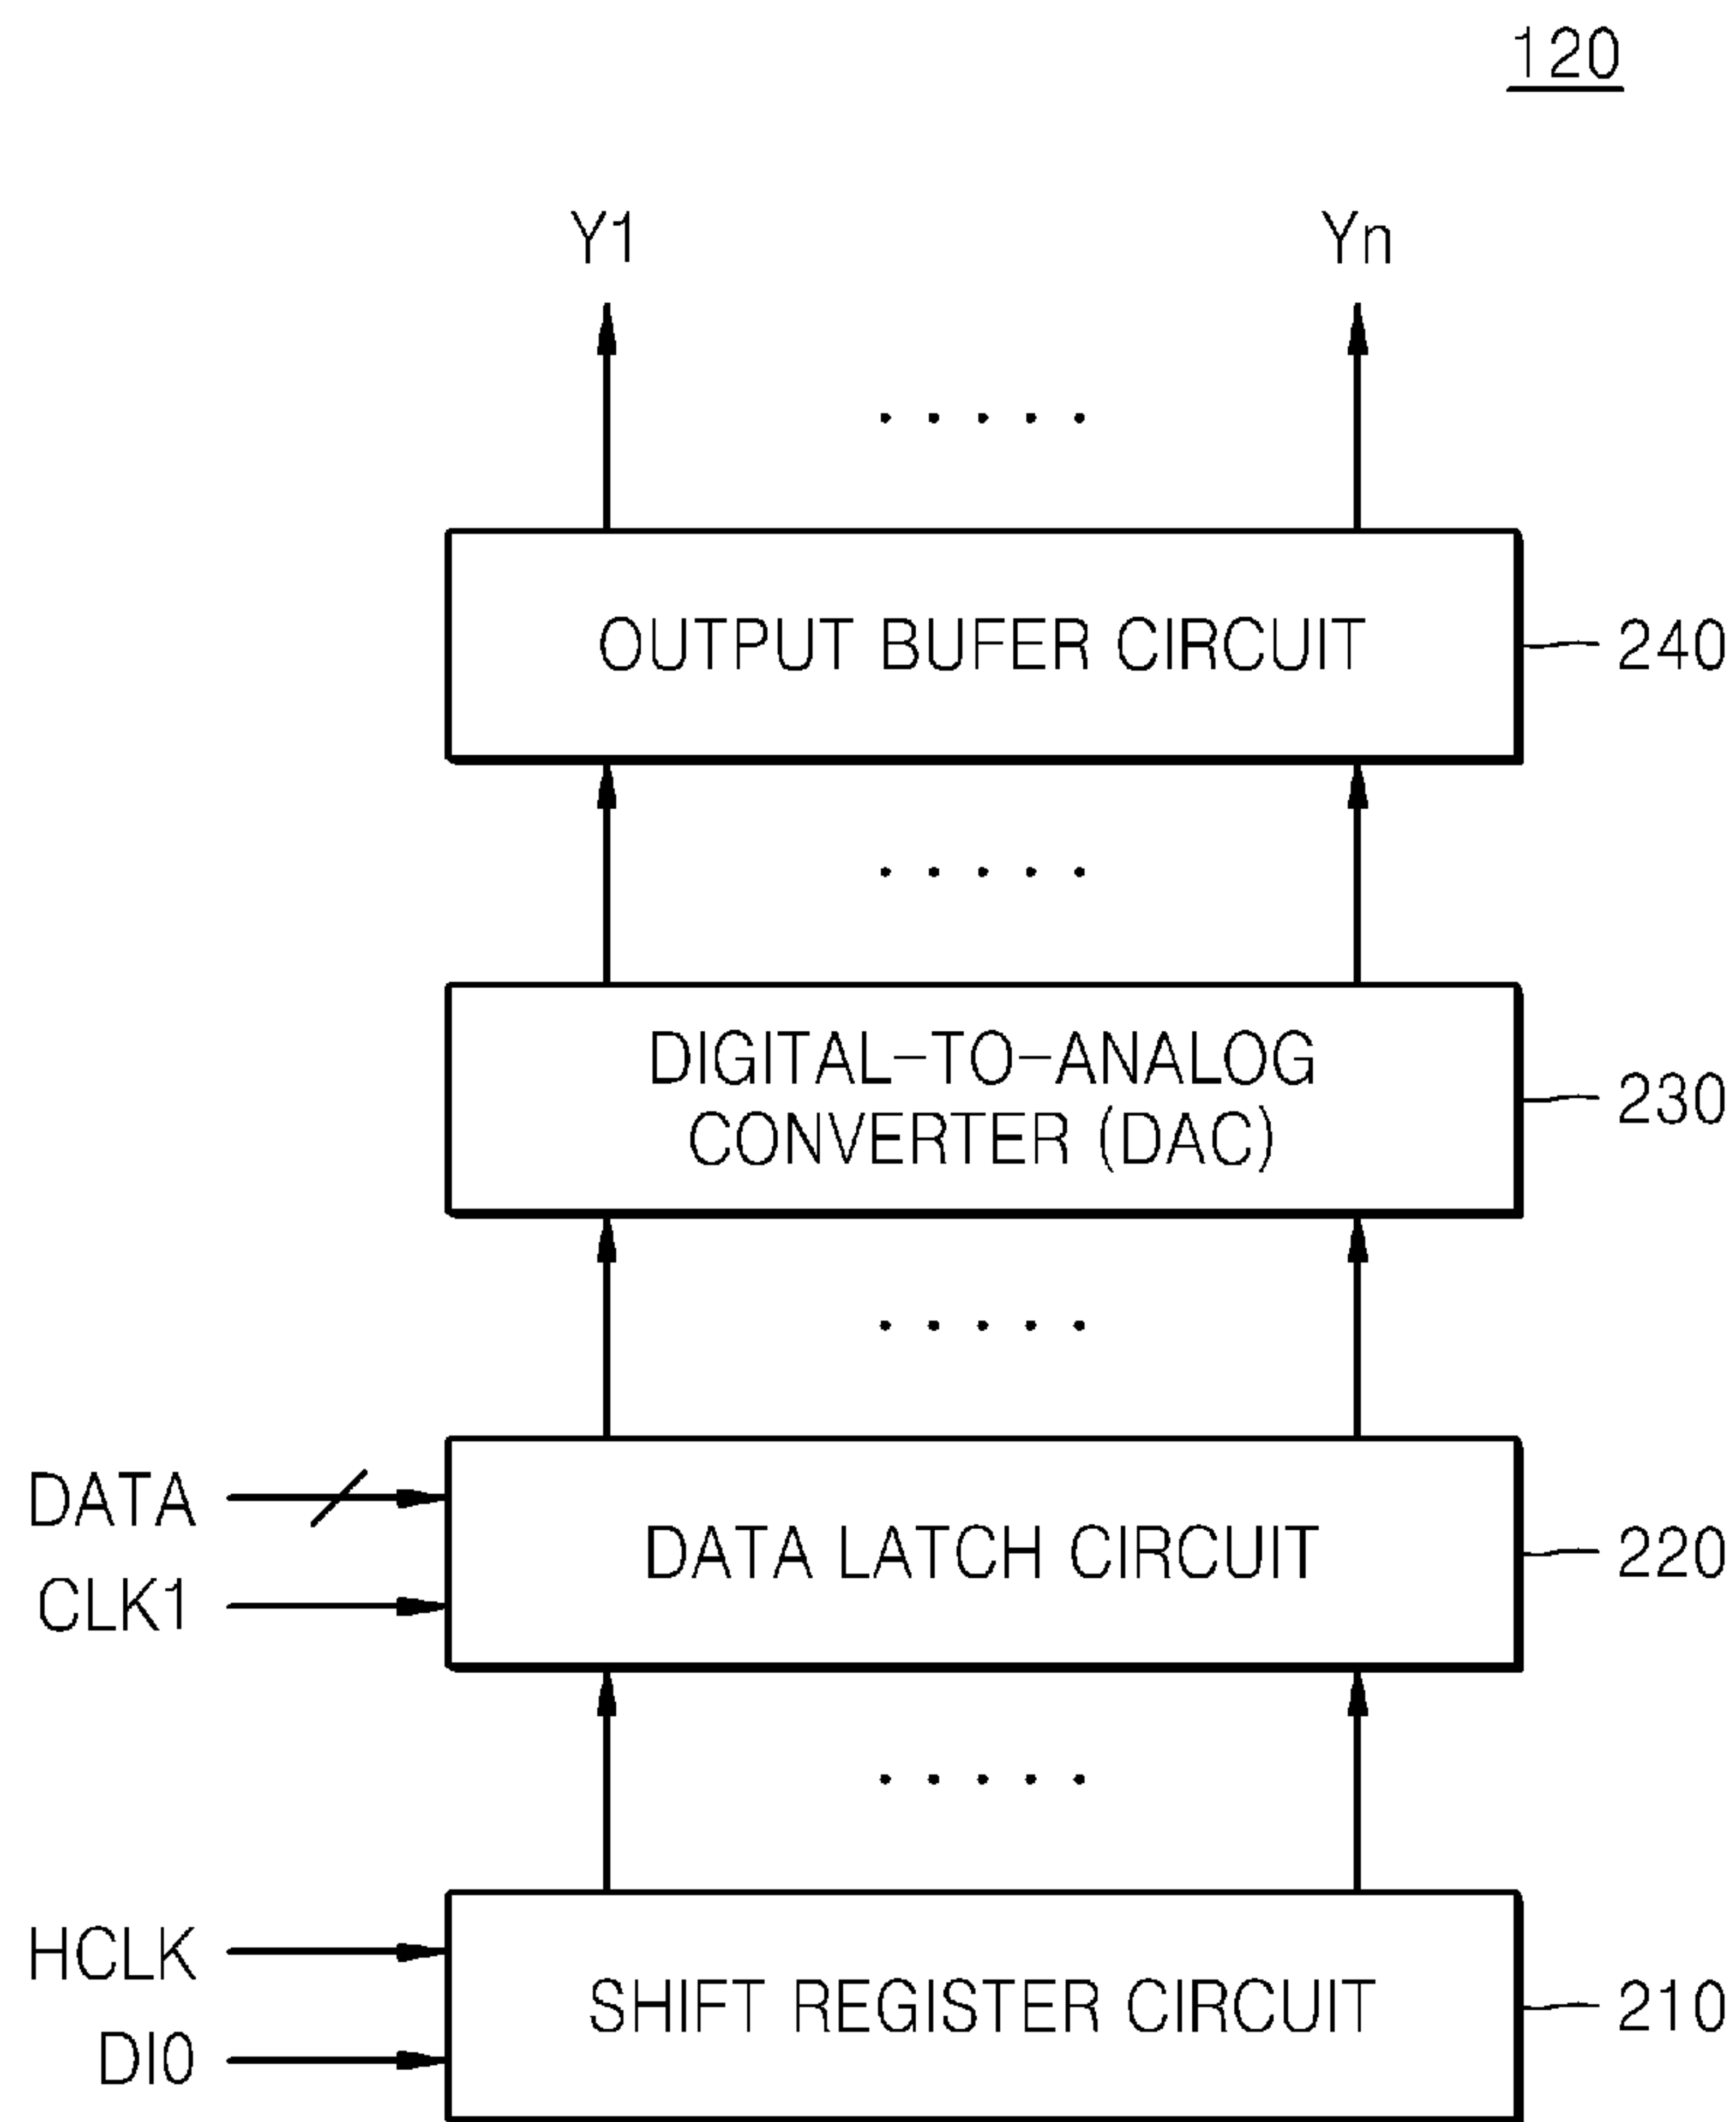 120
Y1
Yn
OUTPUT BUFER CIRCUIT
240
DIGITAL-TO-ANALOG
CONVERTER (DAC)
230
DATA
CLK1
DATA LATCH CIRCUIT
220
HCLK
DIO
SHIFT REGISTER CIRCUIT
210